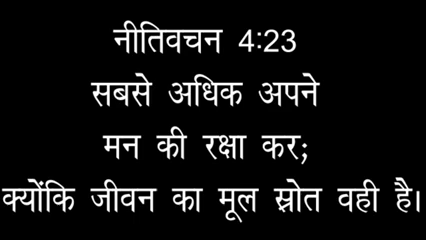 नीतिवचन 4:23
सबसे अधिक अपने
मन की रक्षा कर;
क्योंकि जीवन का मूल स्रोत वही है।